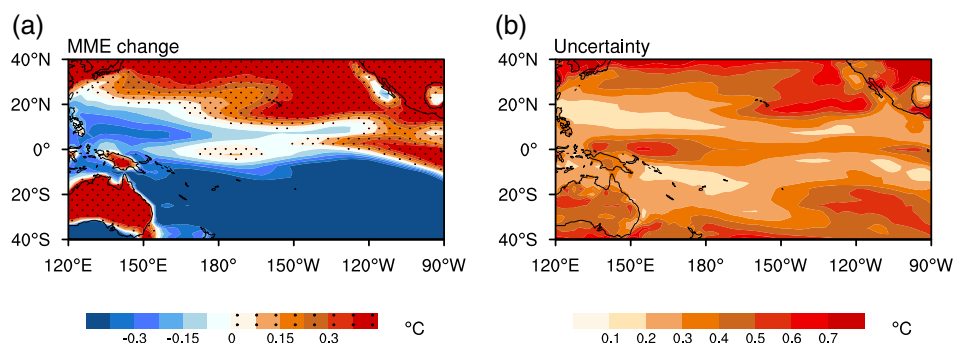 (a) (b)
MME change Uncertainty
40°N 40°N
20°N 20°N
0° 0°
20°S 20°S
40°S 40°S
120°E 150°E 180° 150°W 120°W 90°W 120°E 150°E 180° 150°W 120°W 90°W
°C °C
-0.3 -0.15 0 0.15 0.3 0.1 0.2 0.3 0.4 0.5 0.6 0.7